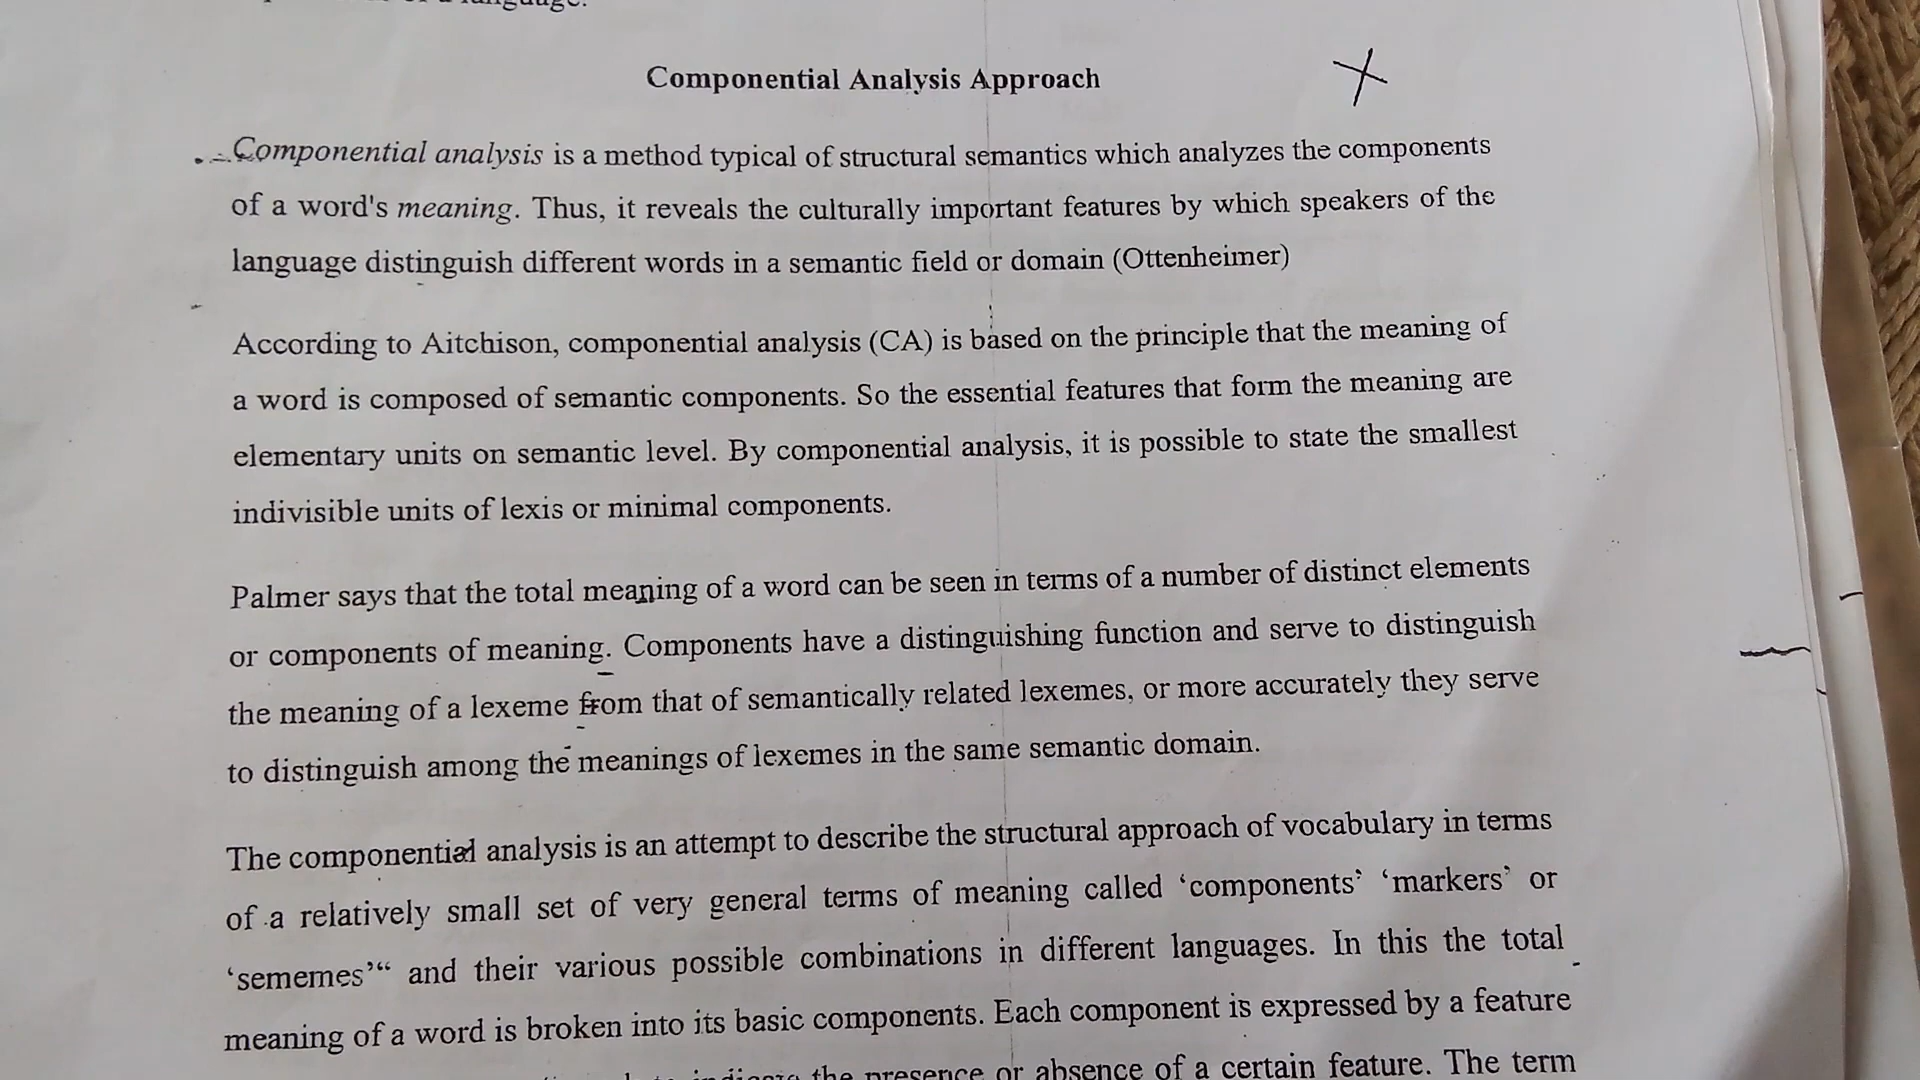 language.
Componential Analysis Approach
Componential analysis is a method typical of structural semantics which analyzes the components
of a word's meaning. Thus, it reveals the culturally important features by which speakers of the
language distinguish different words in a semantic field or domain (Ottenheimer)
According to Aitchison, componential analysis (CA) is based on the principle that the meaning of
a word is composed of semantic components. So the essential features that form the meaning are
elementary units on semantic level. By componential analysis, it is possible to state the smallest
indivisible units of lexis or minimal components.
Palmer says that the total meaning of a word can be seen in terms of a number of distinct elements
or components of meaning. Components have a distinguishing function and serve to distinguish
the meaning of a lexeme from that of semantically related lexemes, or more accurately they serve
to distinguish among the meanings of lexemes in the same semantic domain.
The componential analysis is an attempt to describe the structural approach of vocabulary in terms
of a relatively small set of very general terms of meaning called ‘components’ ‘markers’ or
‘sememes’“ and their various possible combinations in different languages. In this the total
meaning of a word is broken into its basic components. Each component is expressed by a feature
the presence or absence of a certain feature. The term